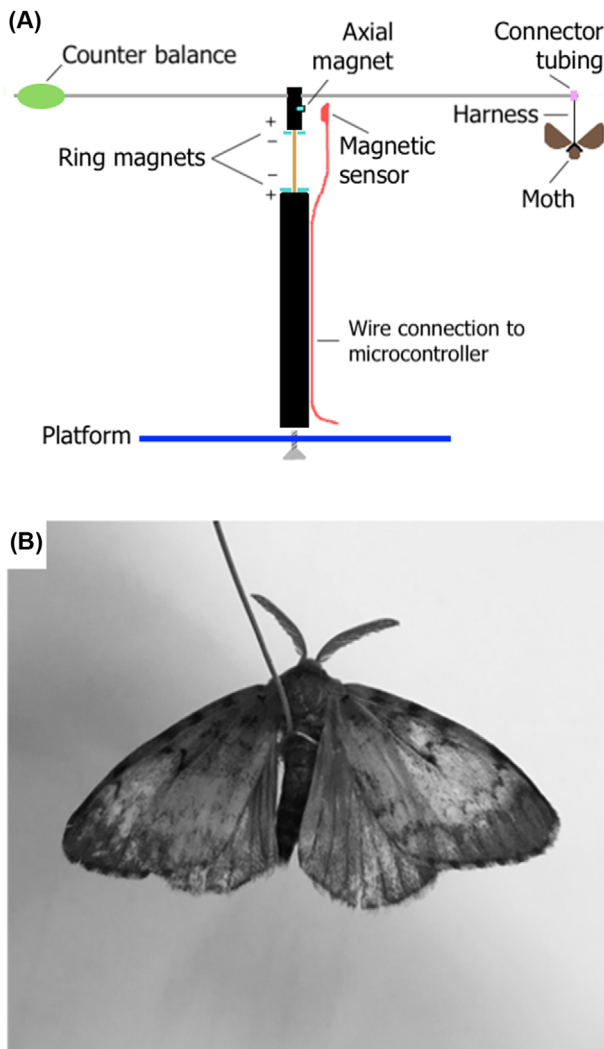 (A)
Counter balance
Axial
magnet
Connector
tubing
+
−
Ring magnets
−
+
Magnetic
sensor
Harness
Moth
Wire connection to
microcontroller
Platform
(B)